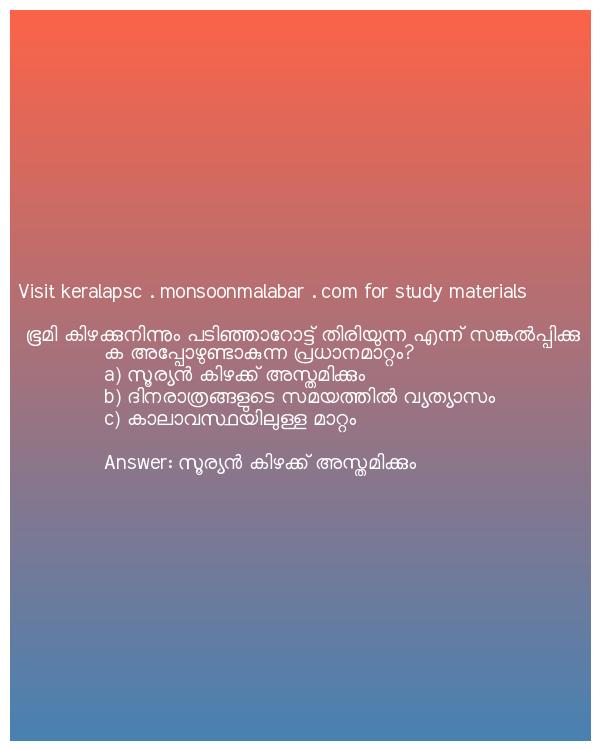 Visit keralapsc . monsoonmalabar . com for study materials
ഭൂമി കിഴക്കുനിന്നും പടിഞ്ഞാറോട്ട് തിരിയുന്ന എന്ന് സങ്കൽപ്പിക്കു
ക അപ്പോഴുണ്ടാകുന്ന പ്രധാനമാറ്റം?
a) സൂര്യൻ കിഴക്ക് അസ്തമിക്കും
b) ദിനരാത്രങ്ങളുടെ സമയത്തിൽ വ്യത്യാസം
c) കാലാവസ്ഥയിലുള്ള മാറ്റം
Answer: സൂര്യൻ കിഴക്ക് അസ്തമിക്കും